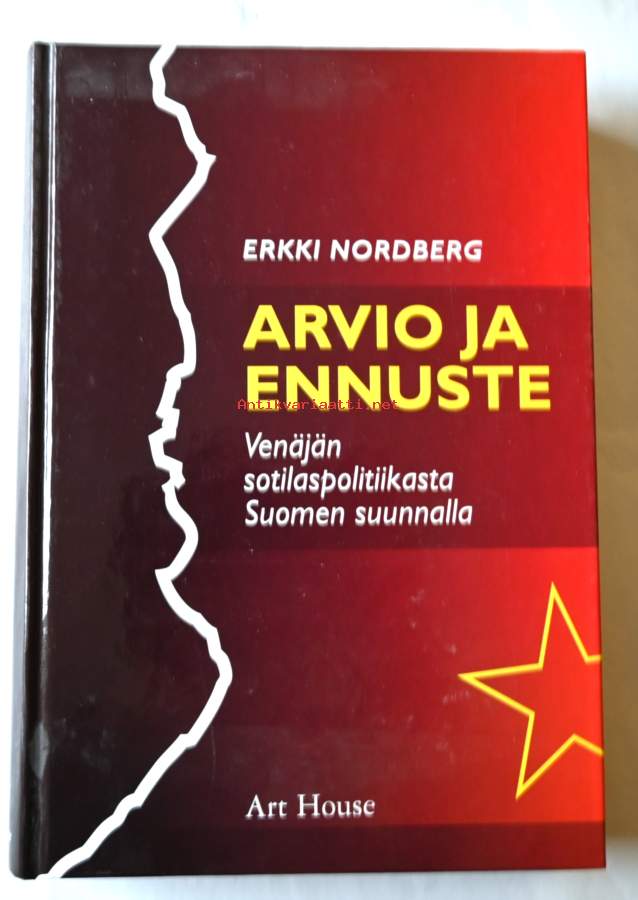 ERKKI NORDBERG
ARVIO JA
ENNUSTE
Antikvariaatti.net
Venäjän
sotilaspolitiikasta
Suomen suunnalla
Art House